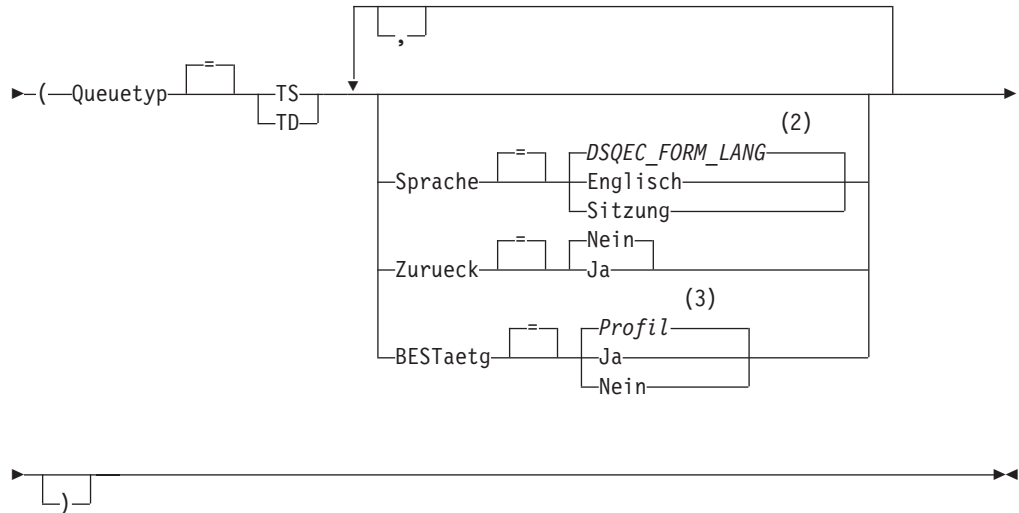 ,
( Queuetyp = TS
TD
(2)
Sprache = DSQEC_FORM_LANG
Englisch
Sitzung
Zurueck = Nein
Ja
(3)
BESTaetg = Profil
Ja
Nein
)